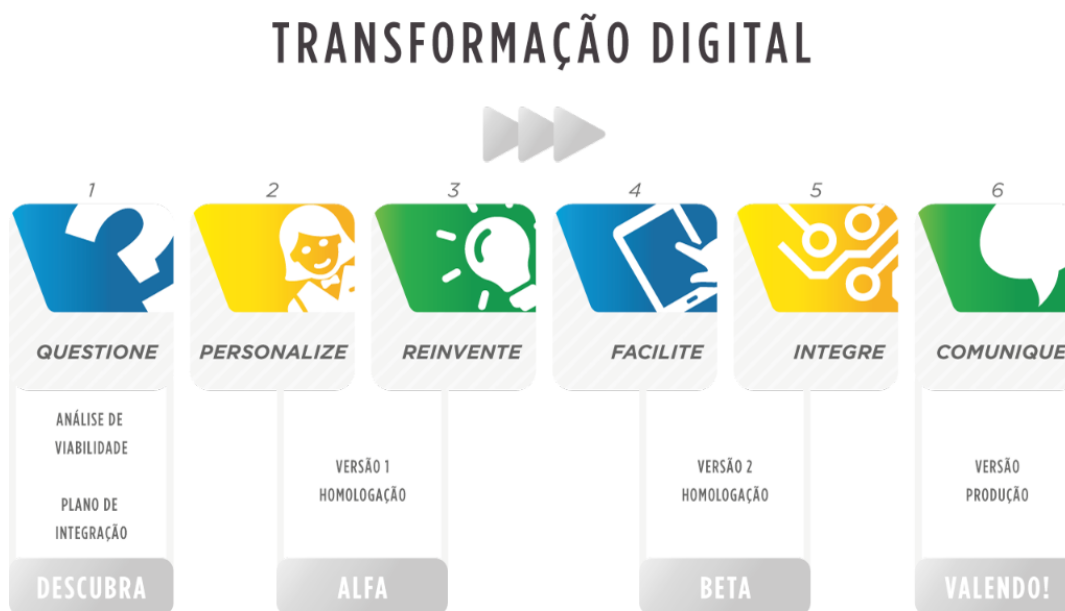 TRANSFORMAÇÃO DIGITAL
1
2
3
4
5
6
QUESTIONE
PERSONALIZE
REINVENTE
FACILITE
INTEGRE
COMUNIQUE
ANÁLISE DE
VIABILIDADE
PLANO DE
INTEGRAÇÃO
VERSÃO 1
HOMOLOGAÇÃO
VERSÃO 2
HOMOLOGAÇÃO
VERSÃO
PRODUÇÃO
DESCUBRA
ALFA
BETA
VALENDO!